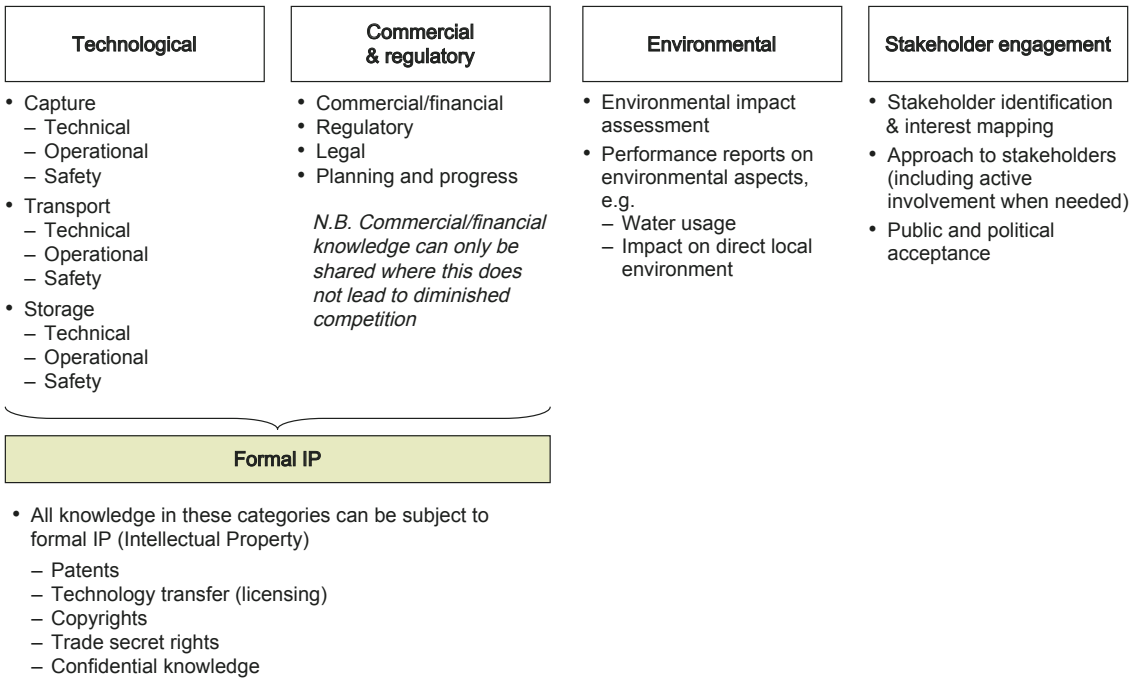 Technological
• Capture
– Technical
– Operational
– Safety
• Transport
– Technical
– Operational
– Safety
• Storage
– Technical
– Operational
– Safety
Commercial
& regulatory
• Commercial/financial
• Regulatory
• Legal
• Planning and progress
N.B. Commercial/financial
knowledge can only be
shared where this does
not lead to diminished
competition
Environmental
• Environmental impact
assessment
• Performance reports on
environmental aspects,
e.g.
– Water usage
– Impact on direct local
environment
Stakeholder engagement
• Stakeholder identification
& interest mapping
• Approach to stakeholders
(including active
involvement when needed)
• Public and political
acceptance
Formal IP
• All knowledge in these categories can be subject to
formal IP (Intellectual Property)
– Patents
– Technology transfer (licensing)
– Copyrights
– Trade secret rights
– Confidential knowledge